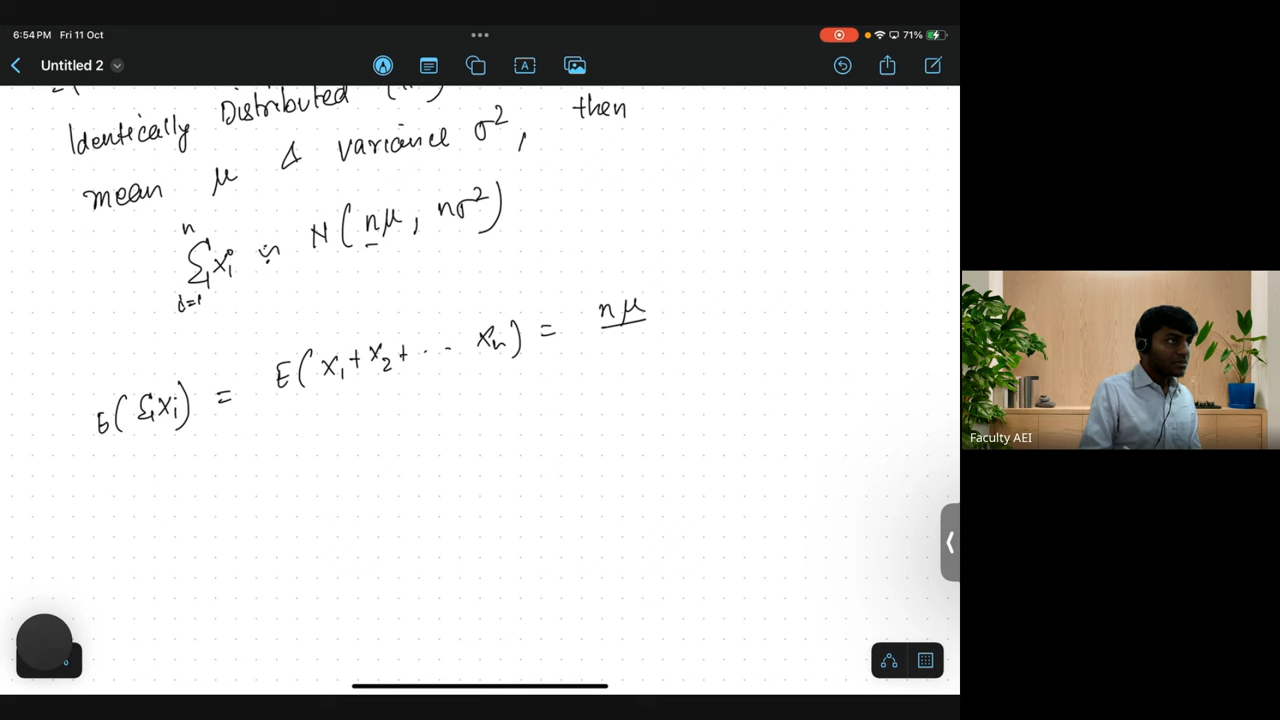 6:54 PM Fri 11 Oct
71%
Untitled 2
A
Identically Distributed
mean μ & variance σ², then
n
Σxi ∻ N(nμ, nσ²)
i=1
E(Σxi) = E(x₁+x₂+... xn) = nμ
Faculty AEI